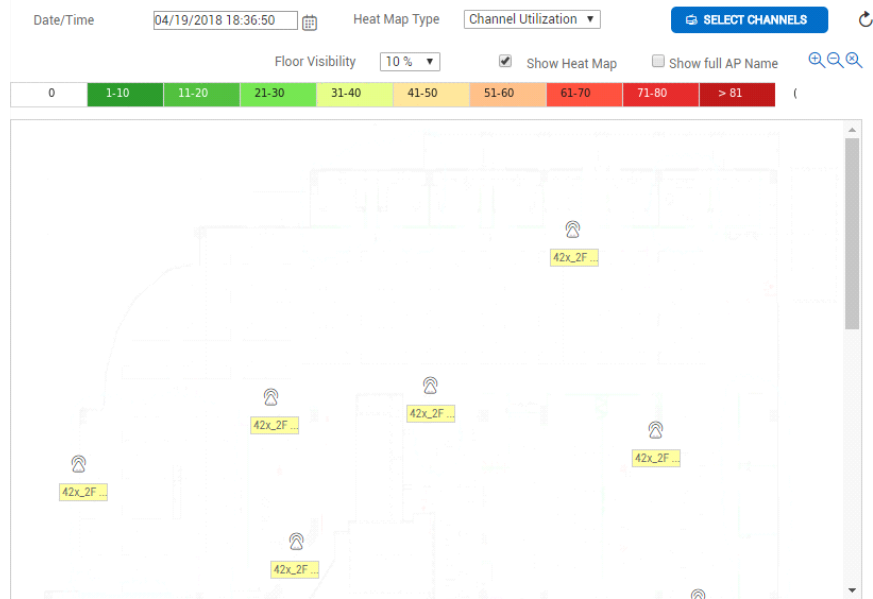 Date/Time 04/19/2018 18:36:50 Heat Map Type Channel Utilization SELECT CHANNELS
Floor Visibility 10 % Show Heat Map Show full AP Name
0 1-10 11-20 21-30 31-40 41-50 51-60 61-70 71-80 > 81 (
42x_2F ...
42x_2F ...
42x_2F ...
42x_2F ...
42x_2F ...
42x_2F ...